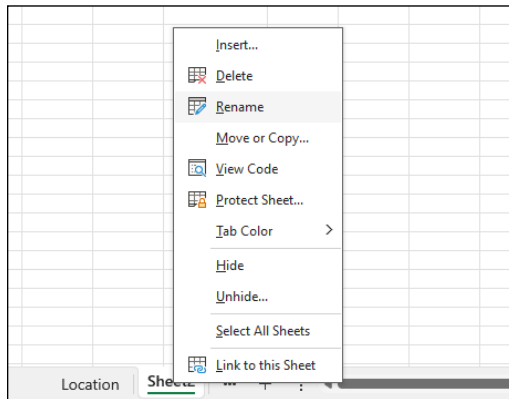 Insert...
Delete
Rename
Move or Copy...
View Code
Protect Sheet...
Tab Color
Hide
Unhide...
Select All Sheets
Link to this Sheet
Location Sheet2